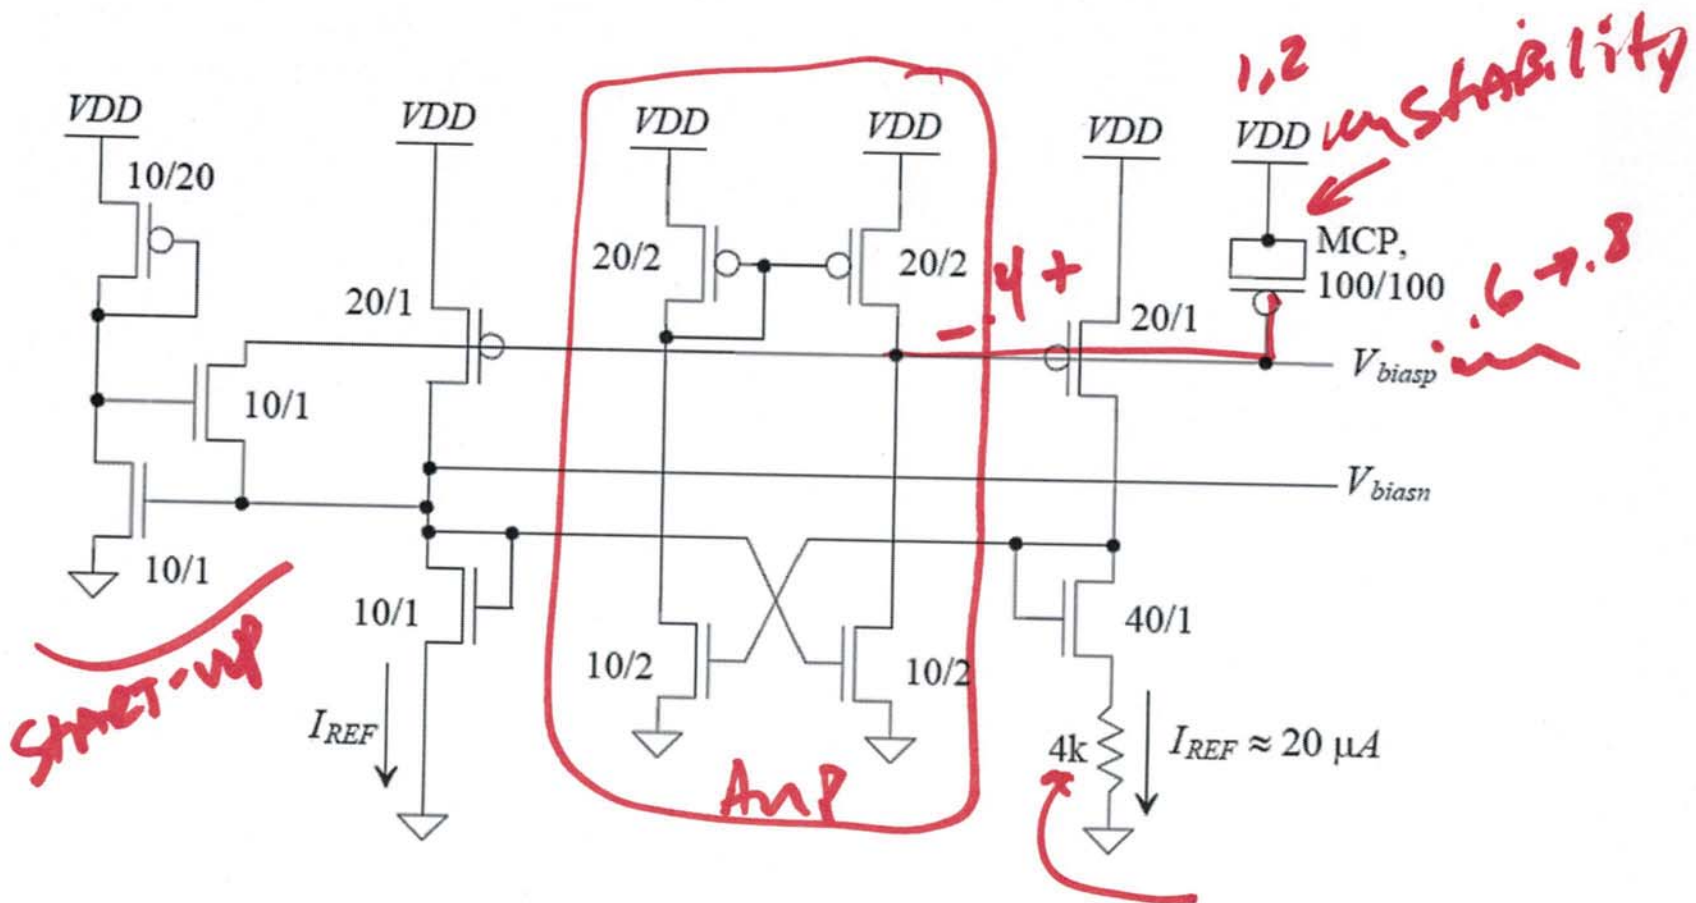 1,2
unstability
VDD
VDD
VDD
VDD
VDD
VDD
10/20
MCP,
100/100
20/2
20/2
-.4+
.6→.8
20/1
20/1
Vbiasp
10/1
Vbiasn
10/1
10/1
40/1
10/2
10/2
START-UP
IREF
4k
IREF ≈ 20 µA
Amp